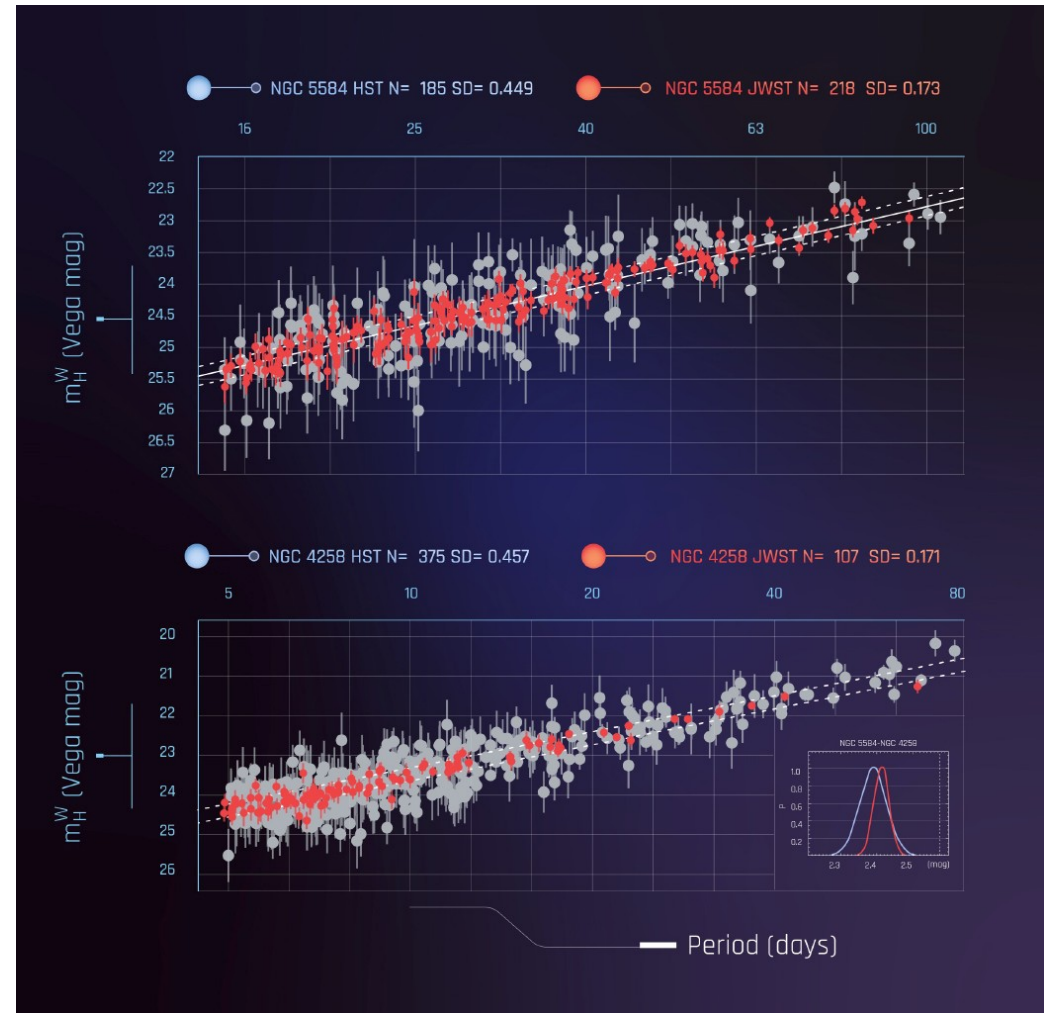 NGC 5584 HST N= 185 SD= 0.449
NGC 5584 JWST N= 218 SD= 0.173
16 25 40 63 100
22
22.5
23
23.5
24
24.5
25
25.5
26
26.5
27
m W H (Vega mag)
NGC 4258 HST N= 375 SD= 0.457
NGC 4258 JWST N= 107 SD= 0.171
5 10 20 40 80
20
21
22
23
24
25
26
m W H (Vega mag)
NGC 5584-NGC 4258
1.0
0.8
0.6
0.4
0.2
P
2.3 2.4 2.5 (mag)
Period (days)